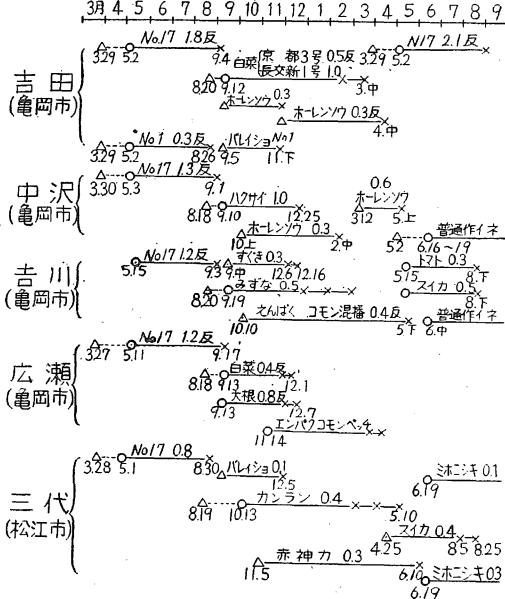 3月 4 5 6 7 8 9 10 11 12 1 2 3 4 5 6 7 8 9
No17 1.8反 N17 2.1反
3.29 5.2 9.4 3.29 5.2
吉田
(亀岡市)
白菜 京都3号 0.5反
長交新1号 1.0
8.20 9.12 3.中
ホーレンソウ 0.3
ホーレンソウ 0.3反
4.中
No1 0.3反 バレイショ No1
3.29 5.2 8.26 9.5 11.下
No17 1.3反
3.30 5.3 9.1
中沢
(亀岡市)
ハクサイ 1.0
8.18 9.10 12.25
0.6
ホーレンソウ
3.12 5.上
ホーレンソウ 0.3
10.上 2.中
普通作イネ
5.2 6.16~19
No17 1.2反 すぐき 0.3 トマト 0.3
5.15 9.3 9.中 12.6 12.16 5.15 8.下
吉川
(亀岡市)
みずな 0.5 スイカ 0.5
8.20 9.19 8.下
えんばく コモン混播 0.4反 普通作イネ
10.10 5.下 6.中
No17 1.2反
3.27 5.11 9.17
広瀬
(亀岡市)
白菜 0.4反
8.18 9.13 12.1
大根 0.8反
9.13 12.7
エンバクコモンベッチ
11.14
No17 0.8
3.28 5.1 8.30
三代
(松江市)
バレイショ 0.1 ミホニシキ 0.1
12.5 6.19
カンラン 0.4
8.19 10.13 5.10
スイカ 0.4
4.25 8.5 8.25
赤神力 0.3
11.5 6.10
ミホニシキ 0.3
6.19